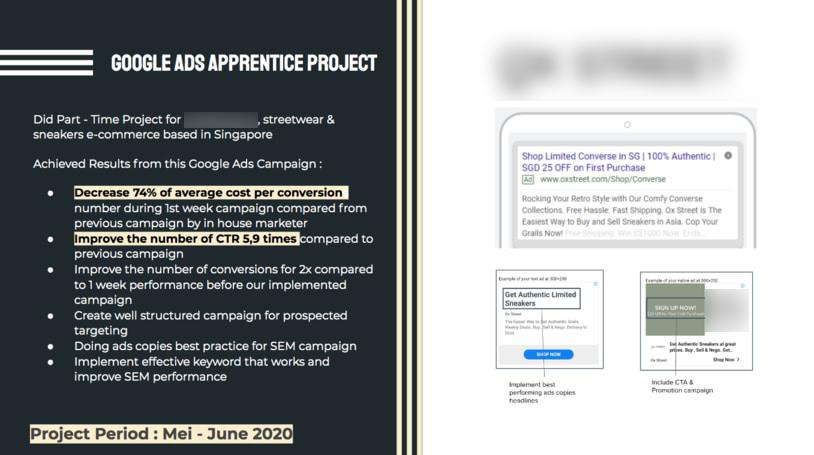 GOOGLE ADS APPRENTICE PROJECT
Did Part - Time Project for , streetwear &
sneakers e-commerce based in Singapore
Achieved Results from this Google Ads Campaign :
● Decrease 74% of average cost per conversion
number during 1st week campaign compared from
previous campaign by in house marketer
● Improve the number of CTR 5,9 times compared to
previous campaign
● Improve the number of conversions for 2x compared
to 1 week performance before our implemented
campaign
● Create well structured campaign for prospected
targeting
● Doing ads copies best practice for SEM campaign
● Implement effective keyword that works and
improve SEM performance
Project Period : Mei - June 2020
Shop Limited Converse in SG | 100% Authentic |
SGD 25 OFF on First Purchase
Ad www.oxstreet.com/Shop/Converse
Rocking Your Retro Style with Our Comfy Converse
Collections. Free Hassle. Fast Shipping. Ox Street is The
Easiest Way to Buy and Sell Sneakers in Asia. Cop Your
Grails Now! Free Shipping. Win S$1000 Now. Ends...
Example of your text ad at 300x250
Get Authentic Limited
Sneakers
Ox Street
The Easiest Way to Get Authentic Grails.
Weekly Deals. Buy, Sell & Nego. Delivery to
Door
SHOP NOW
Implement best
performing ads copies
headlines
Example of your native ad at 300x250
SIGN UP NOW!
Get Authentic Sneakers at great
prices. Buy, Sell & Nego. Get...
Ox Street
Shop Now >
Include CTA &
Promotion campaign